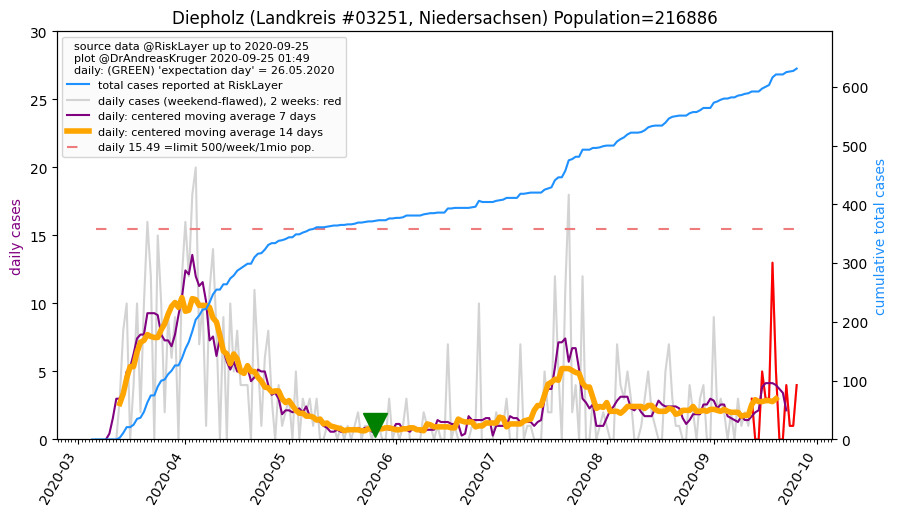 Diepholz (Landkreis #03251, Niedersachsen) Population=216886
source data @RiskLayer up to 2020-09-25
plot @DrAndreasKruger 2020-09-25 01:49
daily: (GREEN) 'expectation day' = 26.05.2020
total cases reported at RiskLayer
daily cases (weekend-flawed), 2 weeks: red
daily: centered moving average 7 days
daily: centered moving average 14 days
daily 15.49 =limit 500/week/1mio pop.
daily cases
30
25
20
15
10
5
0
600
500
400
300
200
100
0
cumulative total cases
2020-03
2020-04
2020-05
2020-06
2020-07
2020-08
2020-09
2020-10